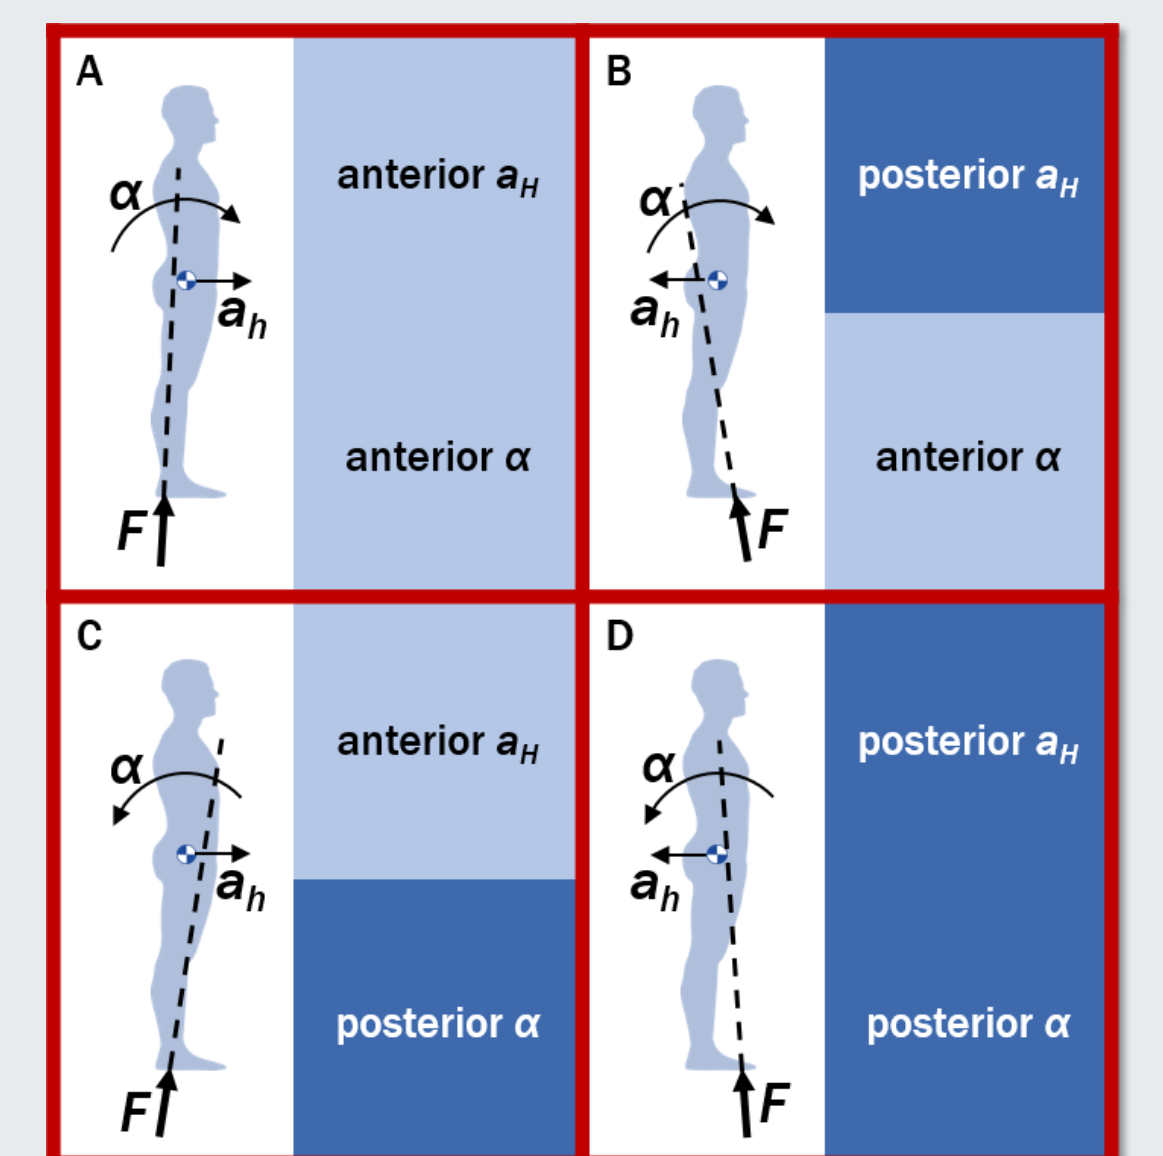 A
α
a_h
F
anterior a_H
anterior α
B
α
a_h
F
posterior a_H
anterior α
C
α
a_h
F
anterior a_H
posterior α
D
α
a_h
F
posterior a_H
posterior α